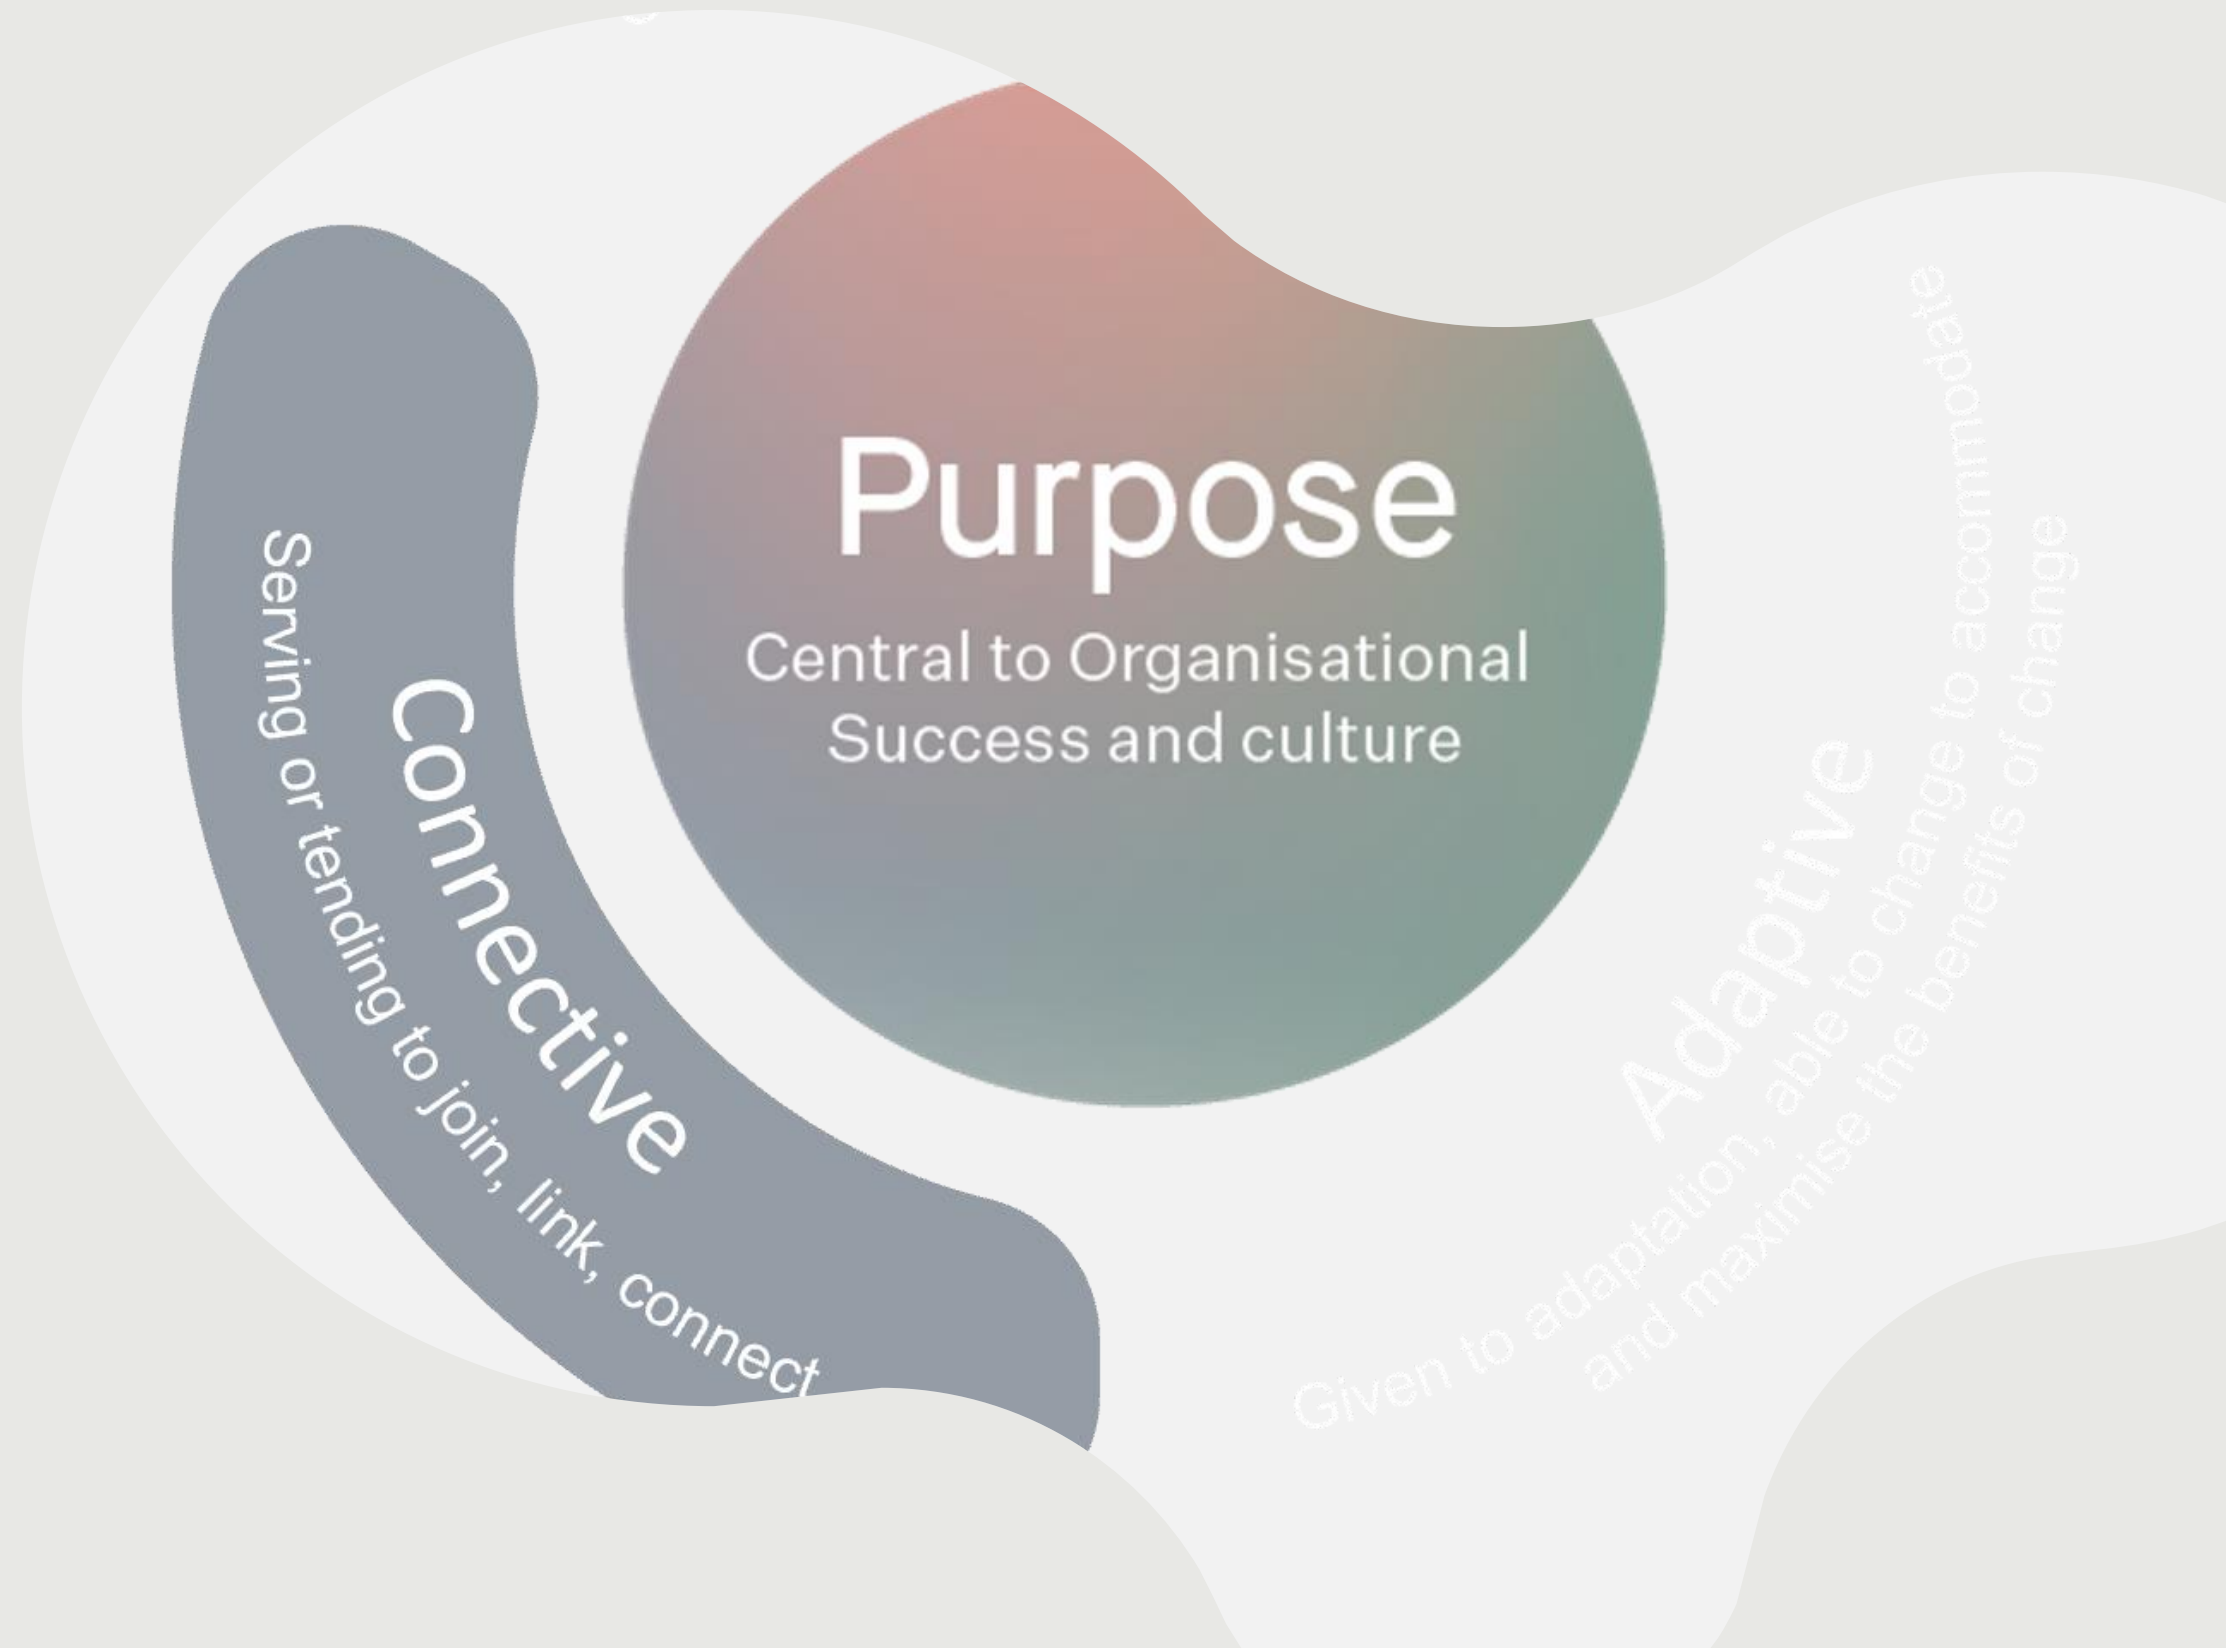 Purpose
Central to Organisational
Success and culture
Connective
Serving or tending to join, link, connect
Adaptive
Given to adaptation, able to change to accommodate
and maximise the benefits of change